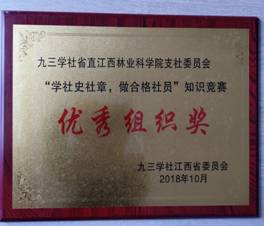 九三学社省直江西林业科学院支社委员会
“学社史社章，做合格社员”知识竞赛
优秀组织奖
九三学社江西省委员会
2018年10月